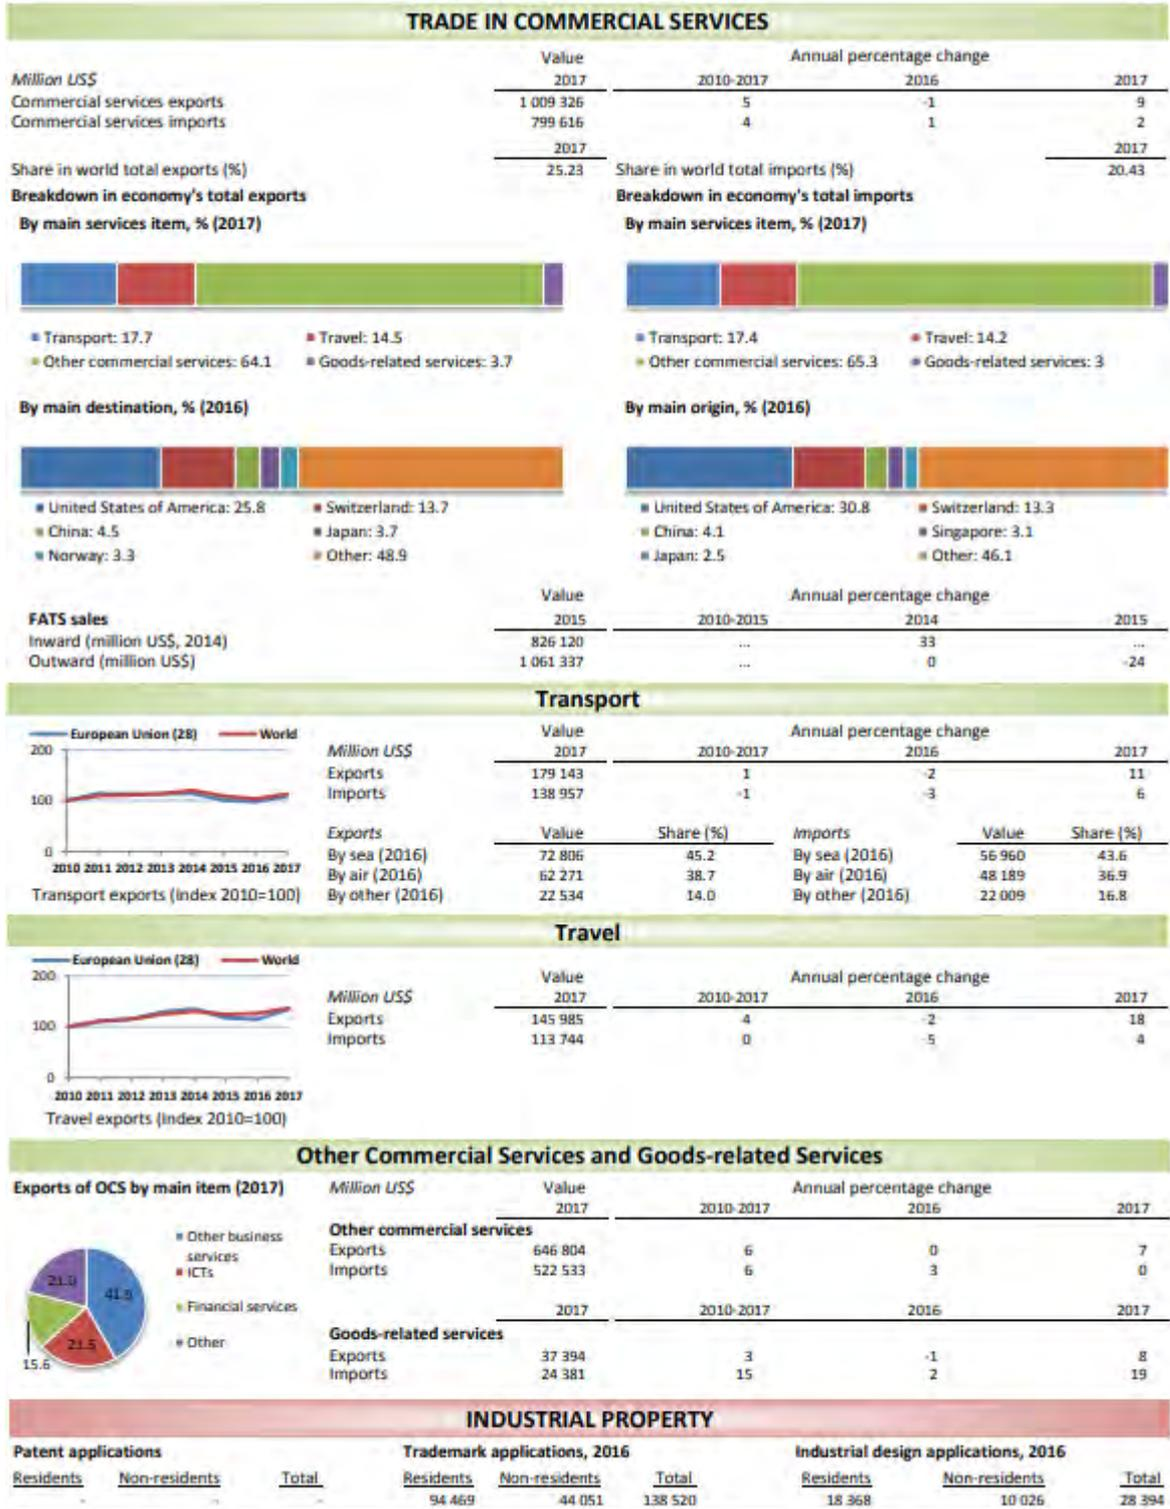 TRADE IN COMMERCIAL SERVICES
Value Annual percentage change
Million US$ 2017 2010-2017 2016 2017
Commercial services exports 1 009 326 5 -1 9
Commercial services imports 799 616 4 1 2
2017 2017
Share in world total exports (%) 25.23 Share in world total imports (%) 20.43
Breakdown in economy's total exports Breakdown in economy's total imports
By main services item, % (2017) By main services item, % (2017)
Transport: 17.7 Travel: 14.5 Transport: 17.4 Travel: 14.2
Other commercial services: 64.1 Goods-related services: 3.7 Other commercial services: 65.3 Goods-related services: 3
By main destination, % (2016) By main origin, % (2016)
United States of America: 25.8 Switzerland: 13.7 United States of America: 30.8 Switzerland: 13.3
China: 4.5 Japan: 3.7 China: 4.1 Singapore: 3.1
Norway: 3.3 Other: 48.9 Japan: 2.5 Other: 46.1
Value Annual percentage change
FATS sales 2015 2010-2015 2014 2015
Inward (million US$, 2014) 826 120 ... 33 ...
Outward (million US$) 1 061 337 ... 0 -24
Transport
European Union (28) World Value Annual percentage change
200 Million US$ 2017 2010-2017 2016 2017
Exports 179 143 1 -2 11
100 Imports 138 957 -1 -3 6
Exports Value Share (%) Imports Value Share (%)
0 By sea (2016) 72 806 45.2 By sea (2016) 56 960 43.6
2010 2011 2012 2013 2014 2015 2016 2017 By air (2016) 62 271 38.7 By air (2016) 48 189 36.9
Transport exports (Index 2010=100) By other (2016) 22 534 14.0 By other (2016) 22 009 16.8
Travel
European Union (28) World
200 Value Annual percentage change
Million US$ 2017 2010-2017 2016 2017
100 Exports 145 985 4 -2 18
Imports 113 744 0 -5 4
0
2010 2011 2012 2013 2014 2015 2016 2017
Travel exports (Index 2010=100)
Other Commercial Services and Goods-related Services
Exports of OCS by main item (2017) Million US$ Value Annual percentage change
2017 2010-2017 2016 2017
Other business services Other commercial services
Exports 646 804 6 0 7
ICTs Imports 522 533 6 3 0
21.0 41.9
Financial services 2017 2010-2017 2016 2017
Other Goods-related services
21.5
15.6 Exports 37 394 3 -1 8
Imports 24 381 15 2 19
INDUSTRIAL PROPERTY
Patent applications Trademark applications, 2016 Industrial design applications, 2016
Residents Non-residents Total Residents Non-residents Total Residents Non-residents Total
- - - 94 469 44 051 138 520 18 368 10 026 28 394